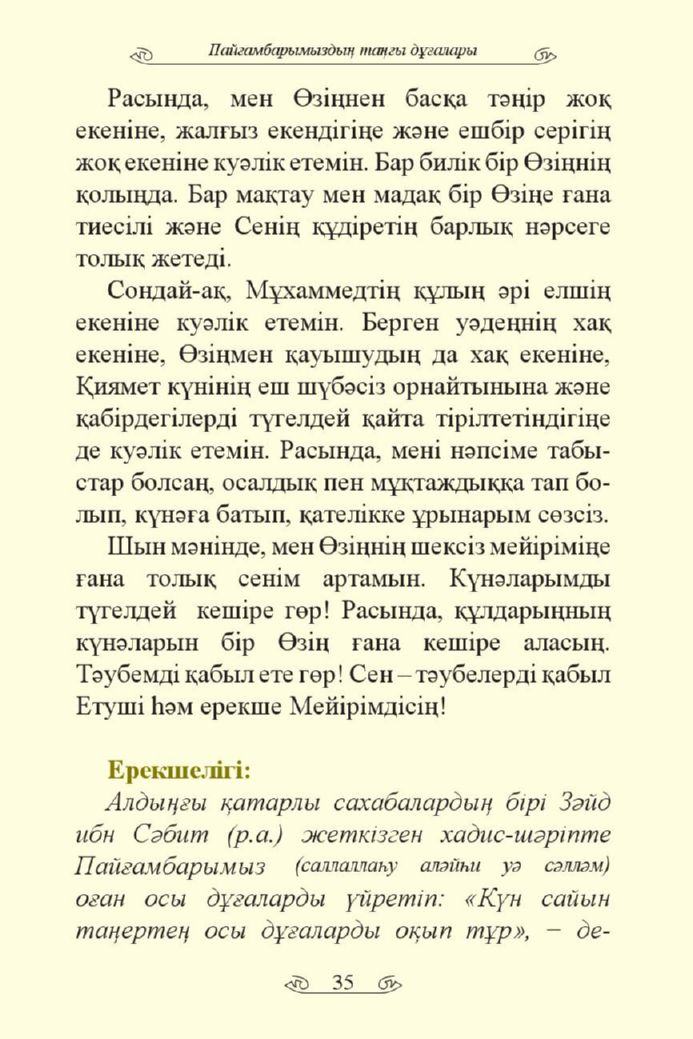 Пайғамбарымыздың таңғы дұғалары
Расында, мен Өзіңнен басқа тәңір жоқ
екеніне, жалғыз екендігіңе және ешбір серігің
жоқ екеніне куәлік етемін. Бар билік бір Өзіңнің
қолыңда. Бар мақтау мен мадақ бір Өзіңе ғана
тиесілі және Сенің құдіретің барлық нәрсеге
толық жетеді.
Сондай-ақ, Мұхаммедтің құлың әрі елшің
екеніне куәлік етемін. Берген уәдеңнің хақ
екеніне, Өзіңмен қауышудың да хақ екеніне,
Қиямет күнінің еш шүбәсіз орнайтынына және
қабірдегілерді түгелдей қайта тірілтетіндігіңе
де куәлік етемін. Расында, мені нәпсіме табы-
стар болсаң, осалдық пен мұқтаждыққа тап бо-
лып, күнәға батып, қателікке ұрынарым сөзсіз.
Шын мәнінде, мен Өзіңнің шексіз мейіріміңе
ғана толық сенім артамын. Күнәларымды
түгелдей кешіре гөр! Расында, құлдарыңның
күнәларын бір Өзің ғана кешіре аласың.
Тәубемді қабыл ете гөр! Сен – тәубелерді қабыл
Етуші һәм ерекше Мейірімдісің!
Ерекшелігі:
Алдыңғы қатарлы сахабалардың бірі Зәйд
ибн Сәбит (р.а.) жеткізген хадис-шәріпте
Пайғамбарымыз (саллаллаһу аләйһи уә сәлләм)
оған осы дұғаларды үйретіп: «Күн сайын
таңертең осы дұғаларды оқып тұр», – де-
35